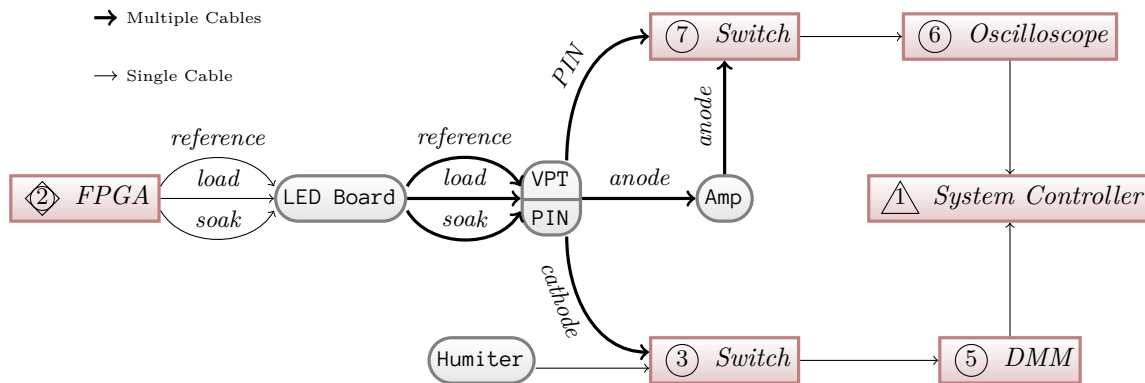 Multiple Cables
Single Cable
7 Switch
6 Oscilloscope
PIN
anode
reference
load
soak
reference
load
soak
2 FPGA
LED Board
VPT
PIN
anode
Amp
1 System Controller
cathode
Humiter
3 Switch
5 DMM